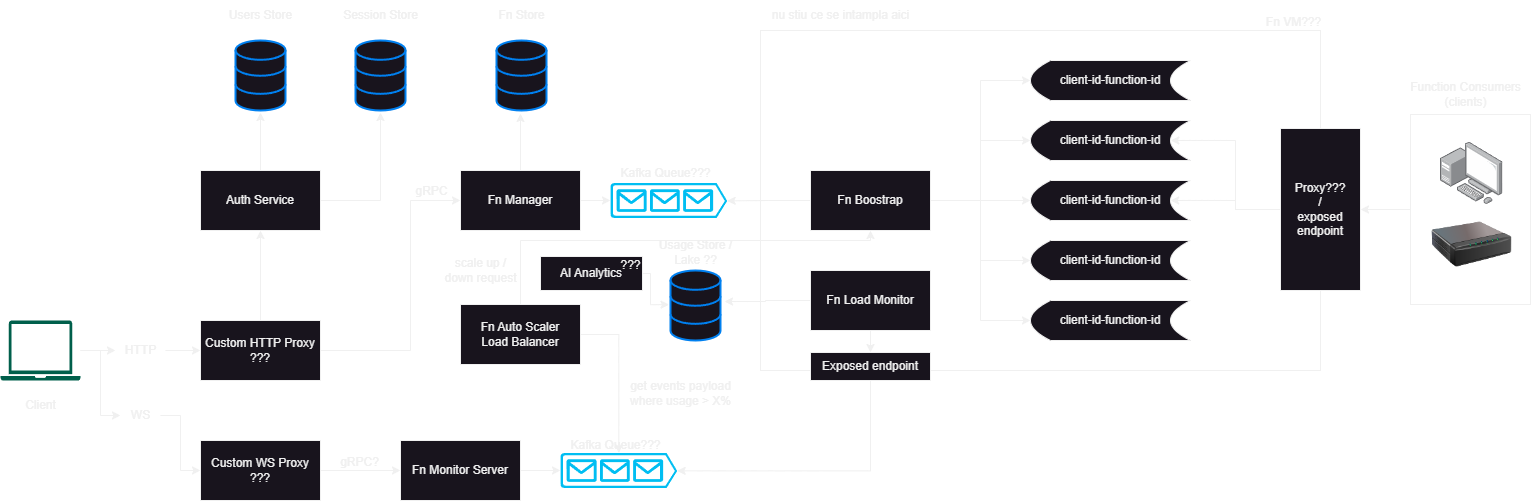 Users Store
Session Store
Fn Store
nu stiu ce se intampla aici
Fn VM???
client-id-function-id
Function Consumers
(clients)
client-id-function-id
Kafka Queue???
gRPC
Auth Service
Fn Manager
Fn Boostrap
client-id-function-id
Proxy???
/
exposed
endpoint
Usage Store /
Lake ??
scale up /
down request
AI Analytics
???
client-id-function-id
Fn Load Monitor
client-id-function-id
Fn Auto Scaler
Load Balancer
HTTP
Custom HTTP Proxy
???
Exposed endpoint
Client
get events payload
where usage > X%
WS
Kafka Queue???
Custom WS Proxy
???
gRPC?
Fn Monitor Server